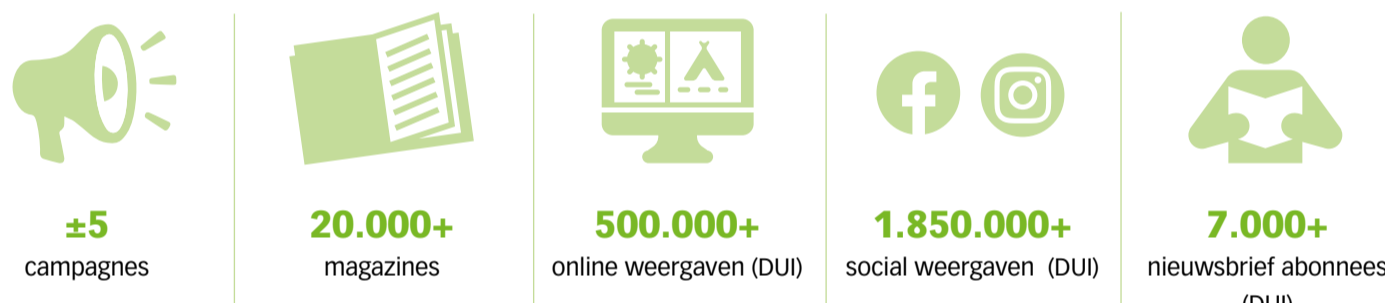 ±5
campagnes
20.000+
magazines
500.000+
online weergaven (DUI)
1.850.000+
social weergaven (DUI)
7.000+
nieuwsbrief abonnees
(DUI)